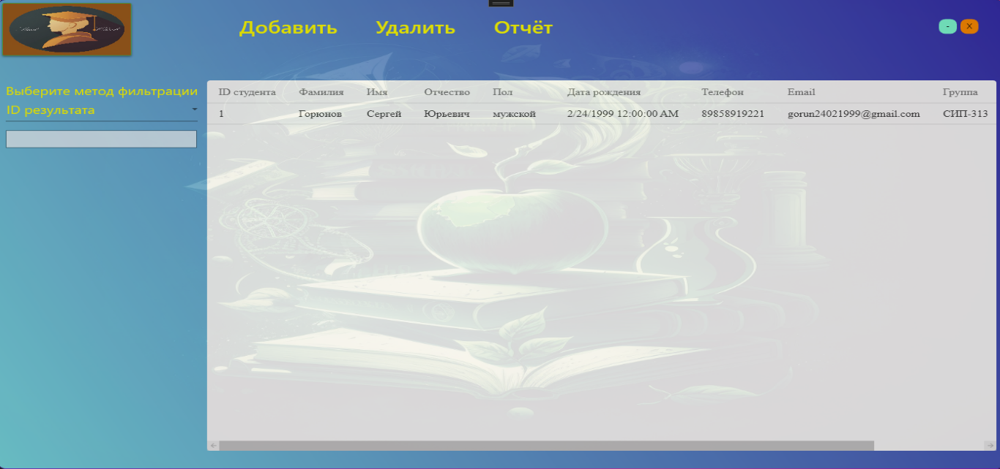 Добавить Удалить Отчёт - X
Выберите метод фильтрации
ID результата
ID студента Фамилия Имя Отчество Пол Дата рождения Телефон Email Группа
1 Горюнов Сергей Юрьевич мужской 2/24/1999 12:00:00 AM 89858919221 gorun24021999@gmail.com СИП-313